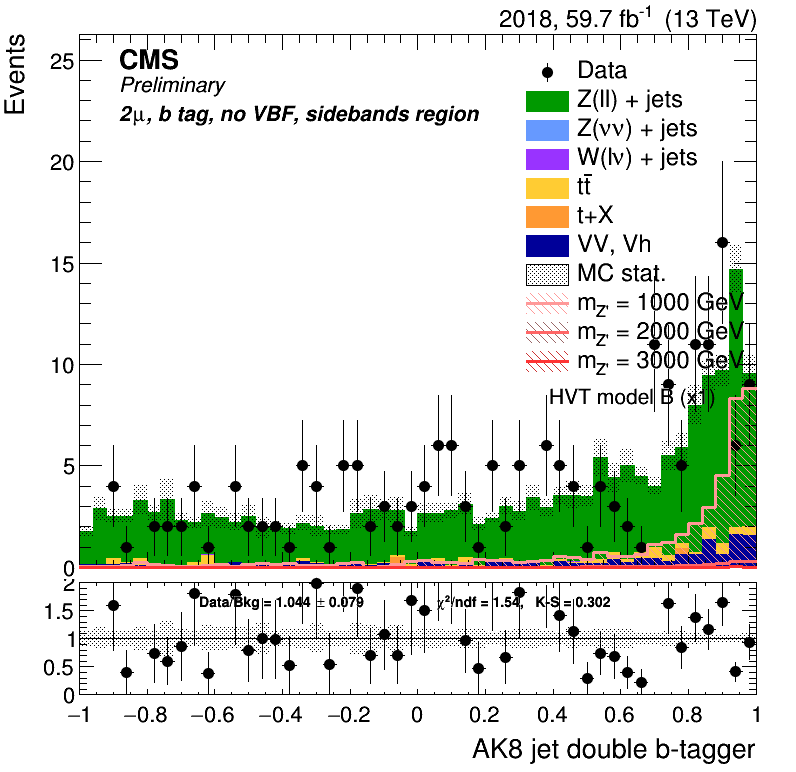 2018, 59.7 fb⁻¹ (13 TeV)
Events
CMS
Preliminary
2μ, b tag, no VBF, sidebands region
Data
Z(ll) + jets
Z(νν) + jets
W(lν) + jets
tt̄
t+X
VV, Vh
MC stat.
m_Z' = 1000 GeV
m_Z' = 2000 GeV
m_Z' = 3000 GeV
HVT model B (x1)
25
20
15
10
5
0
Data/Bkg = 1.044 ± 0.079 χ²/ndf = 1.54, K-S = 0.302
2
1.5
1
0.5
0
−1 −0.8 −0.6 −0.4 −0.2 0 0.2 0.4 0.6 0.8 1
AK8 jet double b-tagger